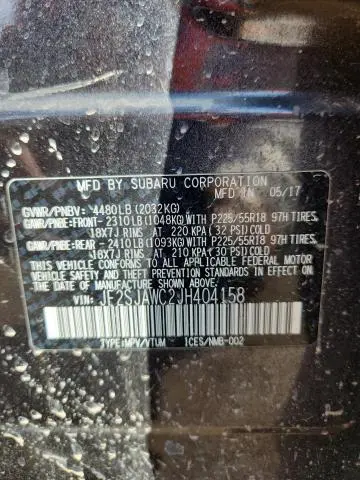 MFD BY SUBARU CORPORATION
MFD IN 05/17
GVWR/PNBV: 4480LB (2032KG)
GAWR/PNBE-FRONT- 2310LB(1048KG)WITH P225/55R18 97H TIRES,
18X7J RIMS AT 220 KPA (32 PSI)COLD
GAWR/PNBE-REAR - 2410LB(1093KG)WITH P225/55R18 97H TIRES,
18X7J RIMS AT 210 KPA (30 PSI)COLD
THIS VEHICLE CONFORMS TO ALL APPLICABLE FEDERAL MOTOR
VEHICLE SAFETY, BUMPER, AND THEFT PREVENTION
STANDARDS IN EFFECT ON THE DATE OF MANUFACTURE SHOWN ABOVE.
VIN: JF2SJAWC2JH404158
TYPE:MPV/VTUM ICES/NMB-002